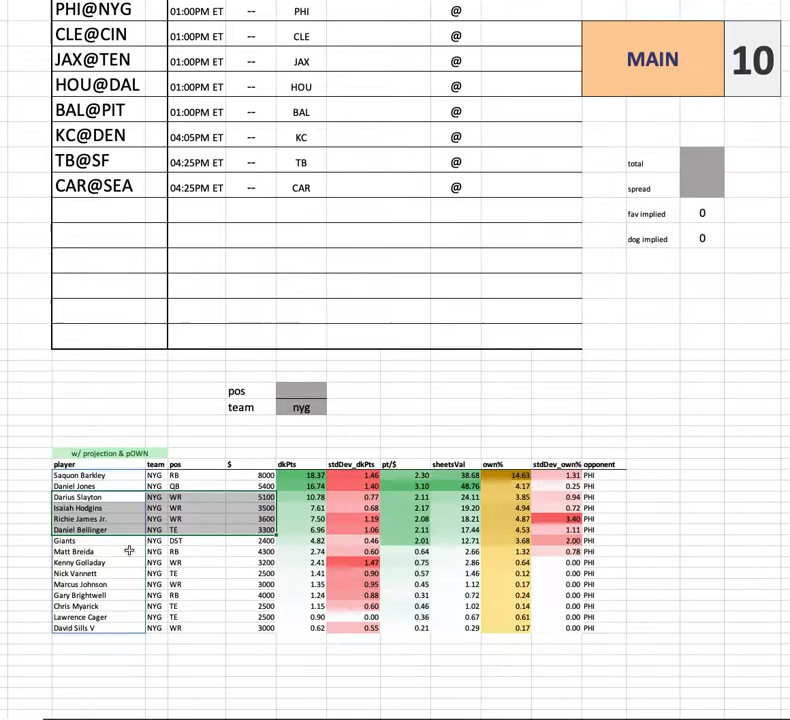 PHI@NYG 01:00PM ET -- PHI @
CLE@CIN 01:00PM ET -- CLE @
JAX@TEN 01:00PM ET -- JAX @
HOU@DAL 01:00PM ET -- HOU @
BAL@PIT 01:00PM ET -- BAL @
KC@DEN 04:05PM ET -- KC @
TB@SF 04:25PM ET -- TB @
CAR@SEA 04:25PM ET -- CAR @
MAIN 10
total
spread
fav implied 0
dog implied 0
pos
team nyg
w/ projection & pOWN
player team pos $ dkPts stdDev_dkPts pt/$ sheetsVal own% stdDev_own% opponent
Saquon Barkley NYG RB 8000 18.37 1.46 2.30 38.68 14.63 1.31 PHI
Daniel Jones NYG QB 5400 16.74 1.40 3.10 48.76 4.17 0.25 PHI
Darius Slayton NYG WR 5100 10.78 0.77 2.11 24.11 3.85 0.94 PHI
Isaiah Hodgins NYG WR 3500 7.61 0.68 2.17 19.20 4.94 0.72 PHI
Richie James Jr. NYG WR 3600 7.50 1.19 2.08 18.21 4.87 3.40 PHI
Daniel Bellinger NYG TE 3300 6.96 1.06 2.11 17.44 4.53 1.11 PHI
Giants NYG DST 2400 4.82 0.46 2.01 12.71 3.68 2.00 PHI
Matt Breida NYG RB 4300 2.74 0.60 0.64 2.66 1.32 0.78 PHI
Kenny Golladay NYG WR 3200 2.41 1.47 0.75 2.86 0.64 0.00 PHI
Nick Vannett NYG TE 2500 1.41 0.90 0.57 1.46 0.12 0.00 PHI
Marcus Johnson NYG WR 3000 1.35 0.95 0.45 1.12 0.17 0.00 PHI
Gary Brightwell NYG RB 4000 1.24 0.88 0.31 0.72 0.24 0.00 PHI
Chris Myarick NYG TE 2500 1.15 0.60 0.46 1.02 0.14 0.00 PHI
Lawrence Cager NYG TE 2500 0.90 0.00 0.36 0.67 0.61 0.00 PHI
David Sills V NYG WR 3000 0.62 0.55 0.21 0.29 0.17 0.00 PHI